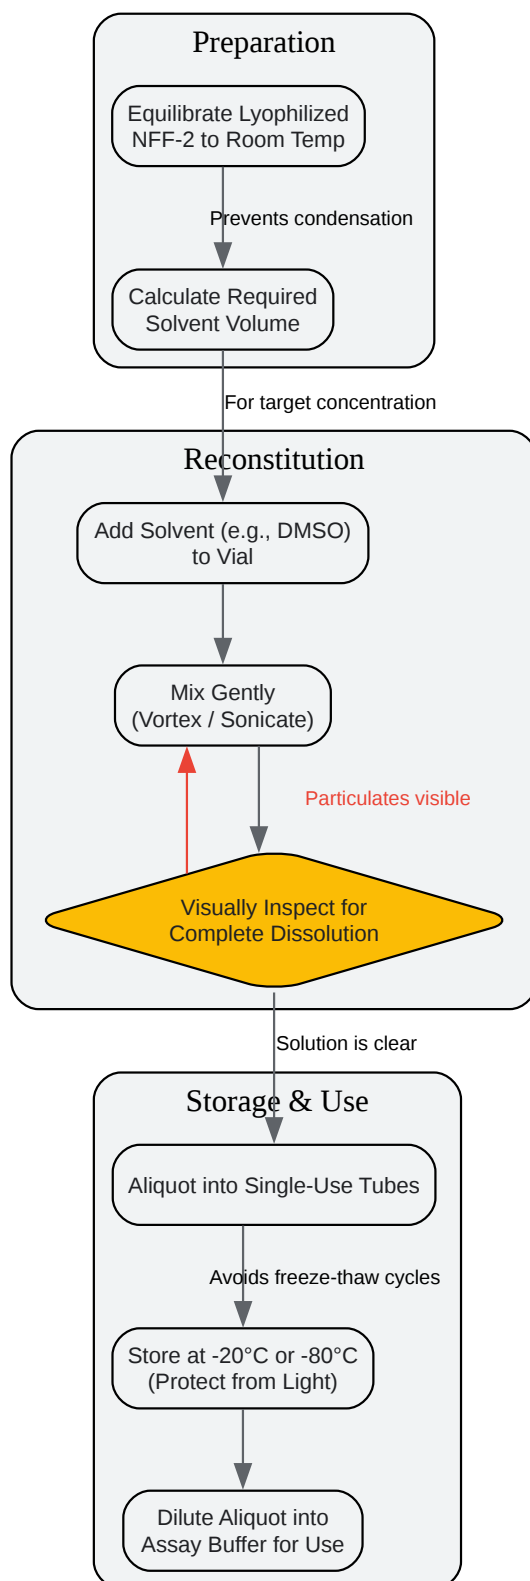 Preparation
Equilibrate Lyophilized
NFF-2 to Room Temp
Prevents condensation
Calculate Required
Solvent Volume
For target concentration
Reconstitution
Add Solvent (e.g., DMSO)
to Vial
Mix Gently
(Vortex / Sonicate)
Particulates visible
Visually Inspect for
Complete Dissolution
Solution is clear
Storage & Use
Aliquot into Single-Use Tubes
Avoids freeze-thaw cycles
Store at -20°C or -80°C
(Protect from Light)
Dilute Aliquot into
Assay Buffer for Use